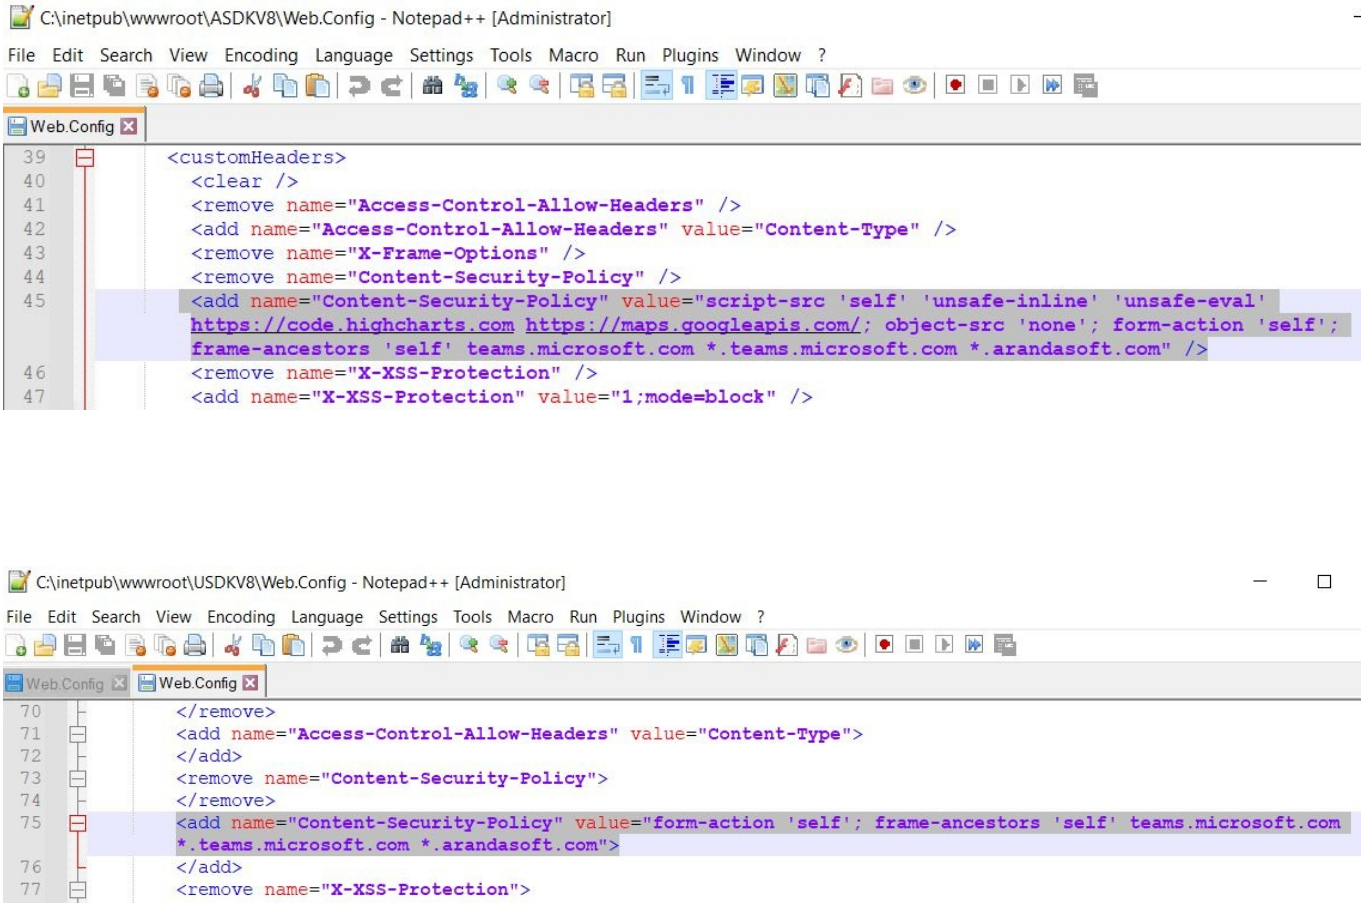 C:\inetpub\wwwroot\ASDKV8\Web.Config - Notepad++ [Administrator]
File Edit Search View Encoding Language Settings Tools Macro Run Plugins Window ?
Web.Config
39 <customHeaders>
40 <clear />
41 <remove name="Access-Control-Allow-Headers" />
42 <add name="Access-Control-Allow-Headers" value="Content-Type" />
43 <remove name="X-Frame-Options" />
44 <remove name="Content-Security-Policy" />
45 <add name="Content-Security-Policy" value="script-src 'self' 'unsafe-inline' 'unsafe-eval'
https://code.highcharts.com https://maps.googleapis.com/; object-src 'none'; form-action 'self';
frame-ancestors 'self' teams.microsoft.com *.teams.microsoft.com *.arandasoft.com" />
46 <remove name="X-XSS-Protection" />
47 <add name="X-XSS-Protection" value="1;mode=block" />
C:\inetpub\wwwroot\USDKV8\Web.Config - Notepad++ [Administrator]
File Edit Search View Encoding Language Settings Tools Macro Run Plugins Window ?
Web.Config Web.Config
70 </remove>
71 <add name="Access-Control-Allow-Headers" value="Content-Type">
72 </add>
73 <remove name="Content-Security-Policy">
74 </remove>
75 <add name="Content-Security-Policy" value="form-action 'self'; frame-ancestors 'self' teams.microsoft.com
*.teams.microsoft.com *.arandasoft.com">
76 </add>
77 <remove name="X-XSS-Protection">